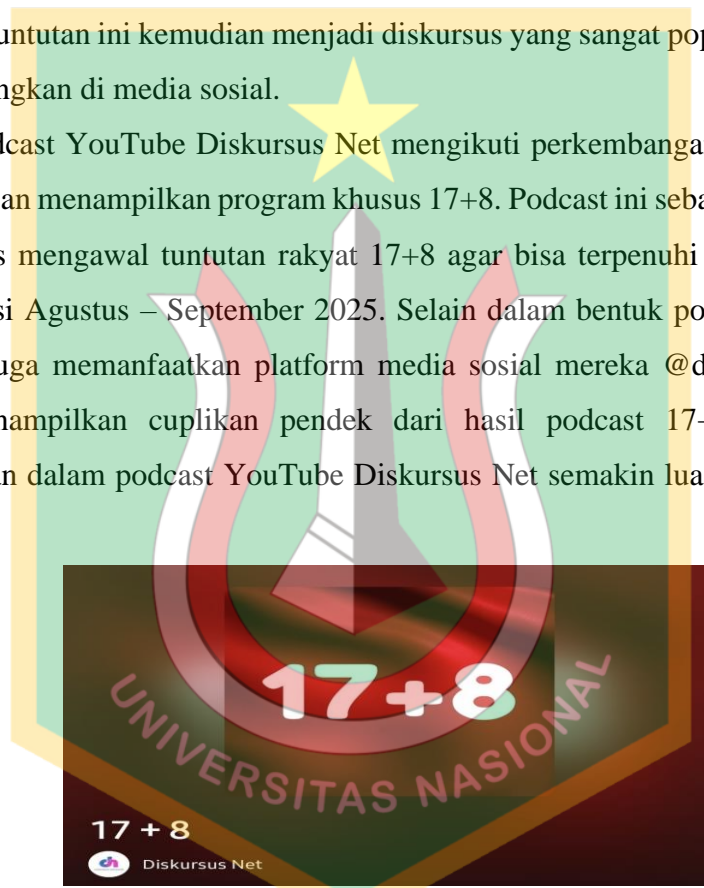 untutan ini kemudian menjadi diskursus yang sangat pop
ngkan di media sosial.
dcast YouTube Diskursus Net mengikuti perkembangan
an menampilkan program khusus 17+8. Podcast ini seba
s mengawal tuntutan rakyat 17+8 agar bisa terpenuhi
si Agustus – September 2025. Selain dalam bentuk po
uga memanfaatkan platform media sosial mereka @d
nampilkan cuplikan pendek dari hasil podcast 17+
an dalam podcast YouTube Diskursus Net semakin lua
17+8
UNIVERSITAS NASIONAL
17 + 8
Diskursus Net